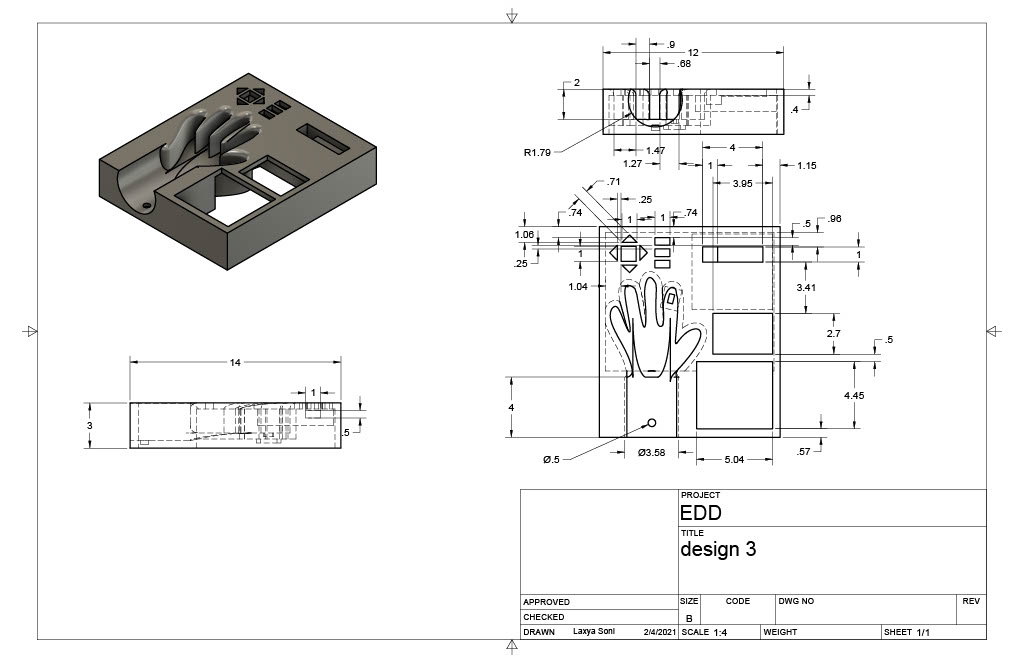 .9
12
.68
2
.4
R1.79
1.47
4
1.27
1
1.15
3.95
.71
.25
.74
1
1
.74
.5
.96
1.06
1
1
.25
3.41
1.04
2.7
.5
14
1
4.45
3
.5
4
Ø.5
Ø3.58
5.04
.57
PROJECT
EDD
TITLE
design 3
APPROVED
SIZE CODE DWG NO REV
CHECKED
B
DRAWN Laxya Soni 2/4/2021 SCALE 1:4 WEIGHT SHEET 1/1